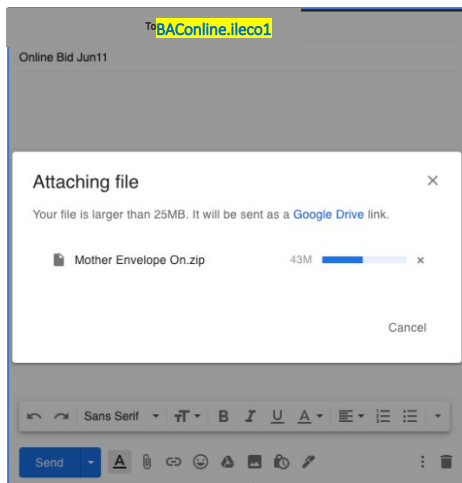 To BAConline.ileco1
Online Bid Jun11
Attaching file
Your file is larger than 25MB. It will be sent as a Google Drive link.
Mother Envelope On.zip 43M
Cancel
Sans Serif
Send